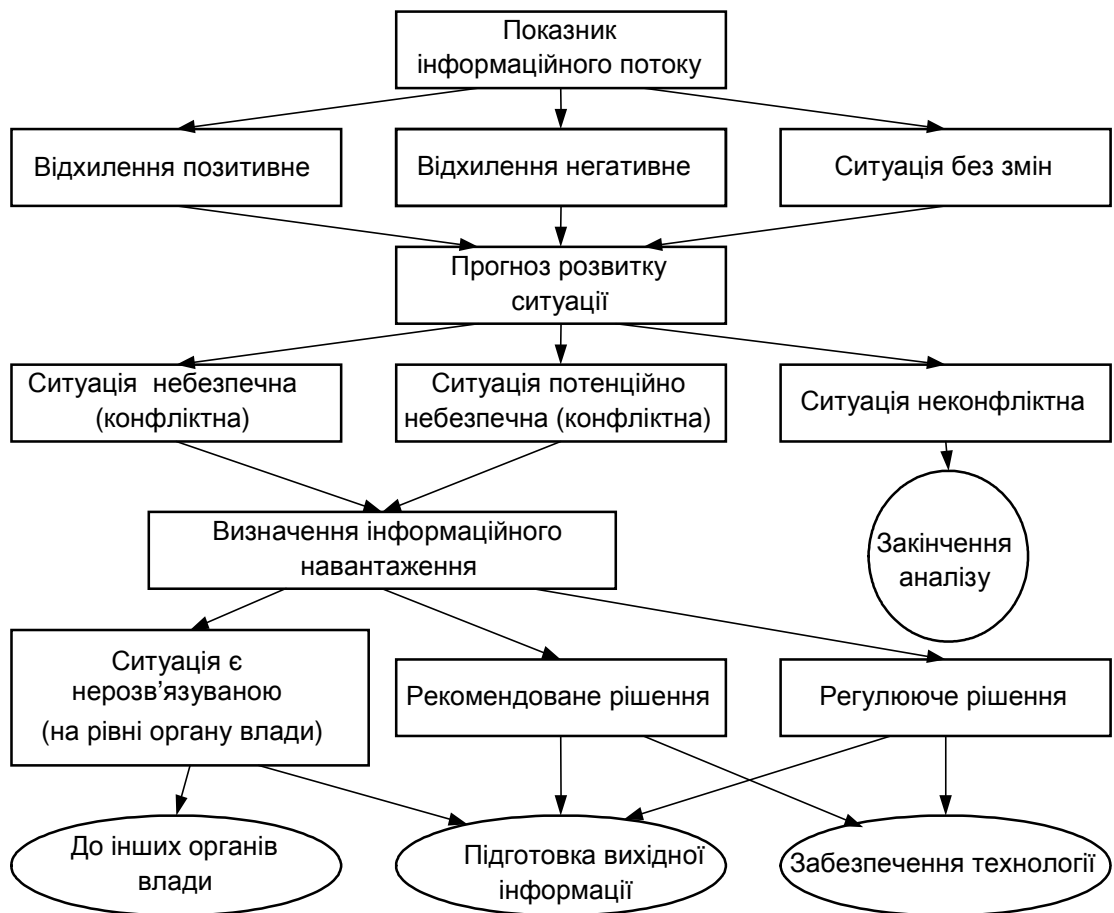 Показник
інформаційного потоку
Відхилення позитивне
Відхилення негативне
Ситуація без змін
Прогноз розвитку
ситуації
Ситуація небезпечна
(конфліктна)
Ситуація потенційно
небезпечна (конфліктна)
Ситуація неконфліктна
Визначення інформаційного
навантаження
Закінчення
аналізу
Ситуація є
нерозв’язуваною
(на рівні органу влади)
Рекомендоване рішення
Регулююче рішення
До інших органів
влади
Підготовка вихідної
інформації
Забезпечення технології